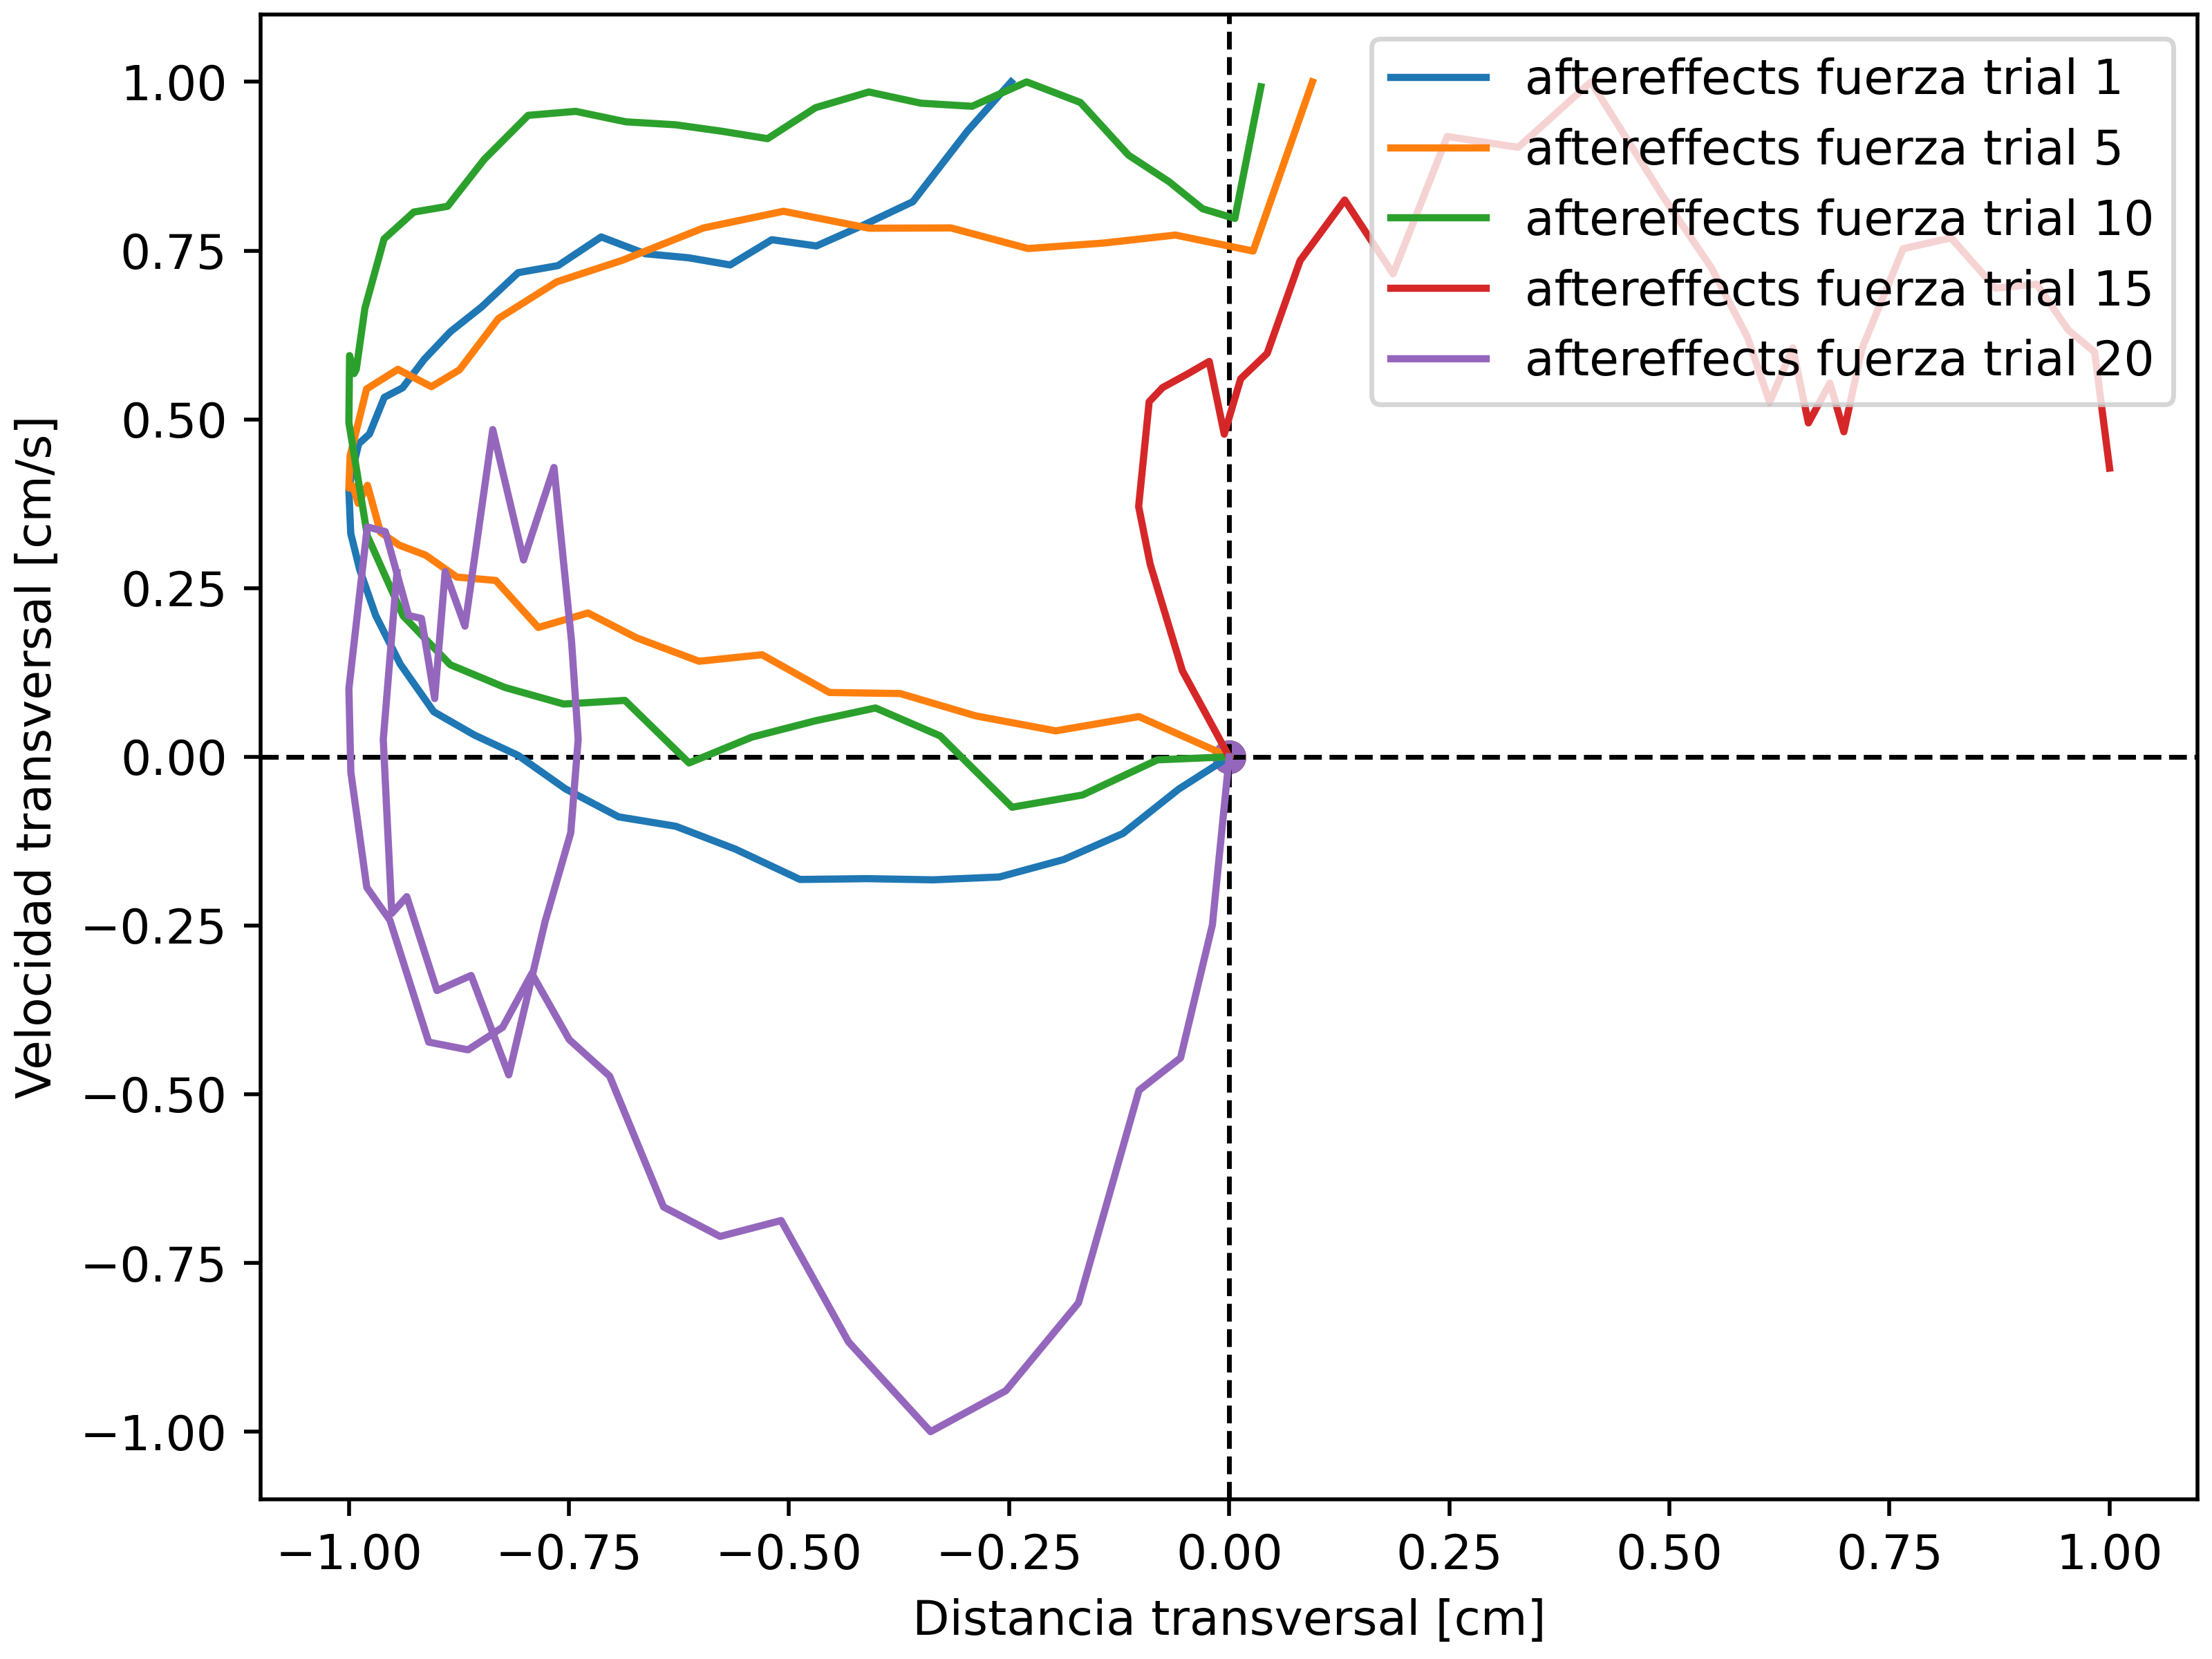 1.00
0.75
0.50
0.25
0.00
−0.25
−0.50
−0.75
−1.00
Velocidad transversal [cm/s]
aftereffects fuerza trial 1
aftereffects fuerza trial 5
aftereffects fuerza trial 10
aftereffects fuerza trial 15
aftereffects fuerza trial 20
−1.00 −0.75 −0.50 −0.25 0.00 0.25 0.50 0.75 1.00
Distancia transversal [cm]